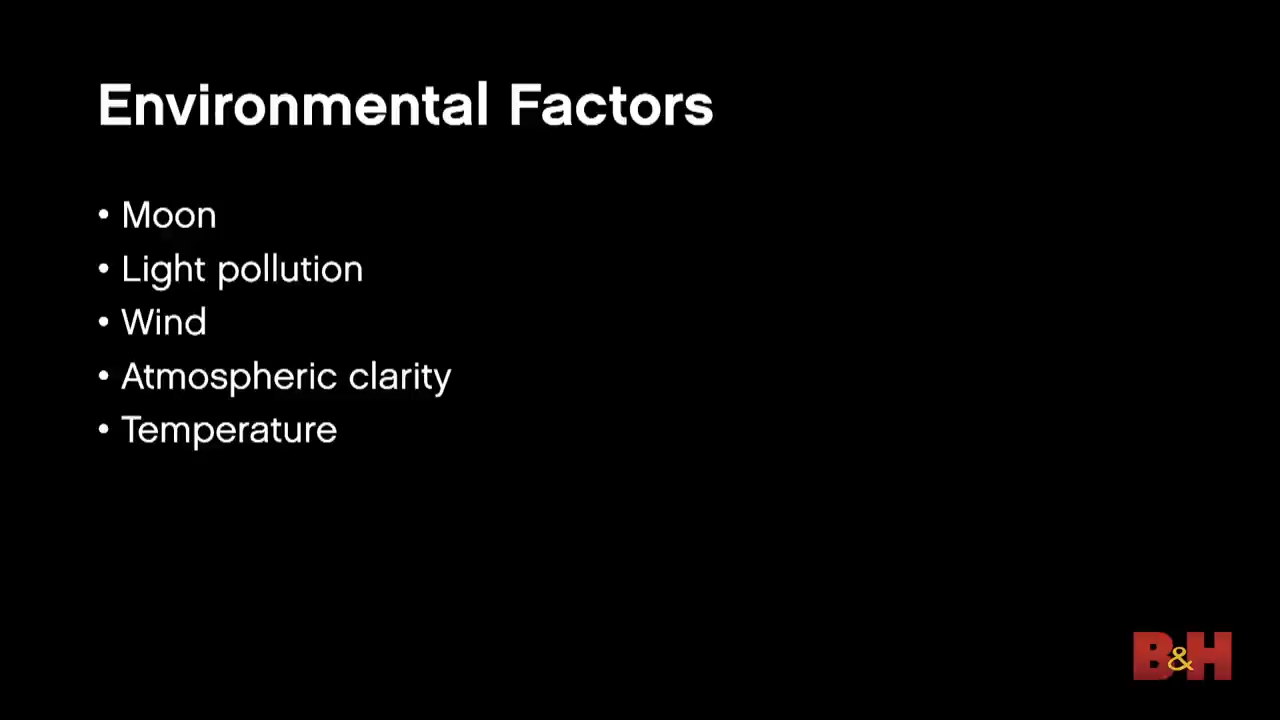 Environmental Factors
• Moon
• Light pollution
• Wind
• Atmospheric clarity
• Temperature
B&H